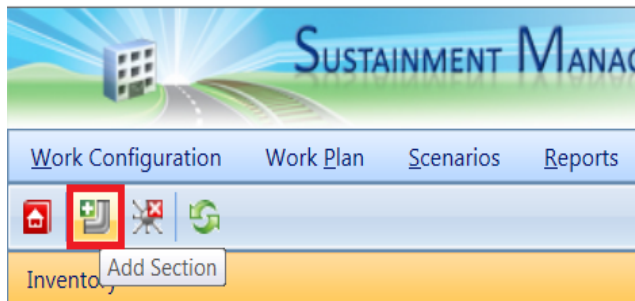 SUSTAINMENT MANAG
Work Configuration Work Plan Scenarios Reports
Add Section
Inventory